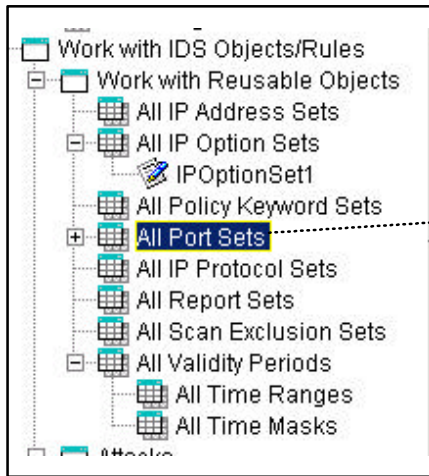 Work with IDS Objects/Rules
Work with Reusable Objects
All IP Address Sets
All IP Option Sets
IPOptionSet1
All Policy Keyword Sets
All Port Sets
All IP Protocol Sets
All Report Sets
All Scan Exclusion Sets
All Validity Periods
All Time Ranges
All Time Masks
Attacks